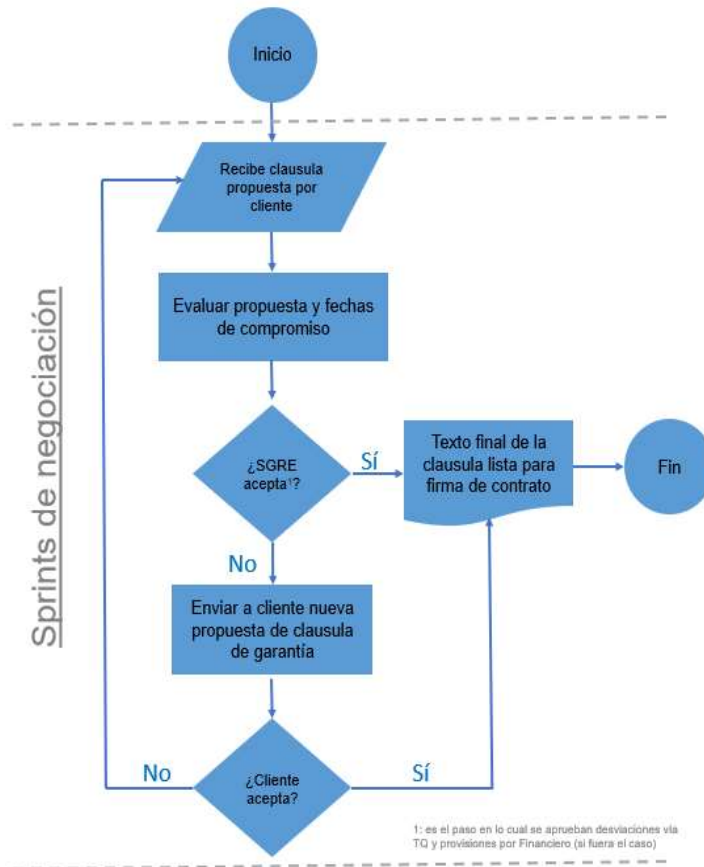 Inicio
Recibe clausula
propuesta por
cliente
Evaluar propuesta y fechas
de compromiso
¿SGRE
acepta¹?
Sí
Texto final de la
clausula lista para
firma de contrato
Fin
No
Enviar a cliente nueva
propuesta de clausula
de garantía
¿Cliente
acepta?
No
Sí
Sprints de negociación
1: es el paso en lo cual se aprueban desviaciones vía
TQ y provisiones por Financiero (si fuera el caso)